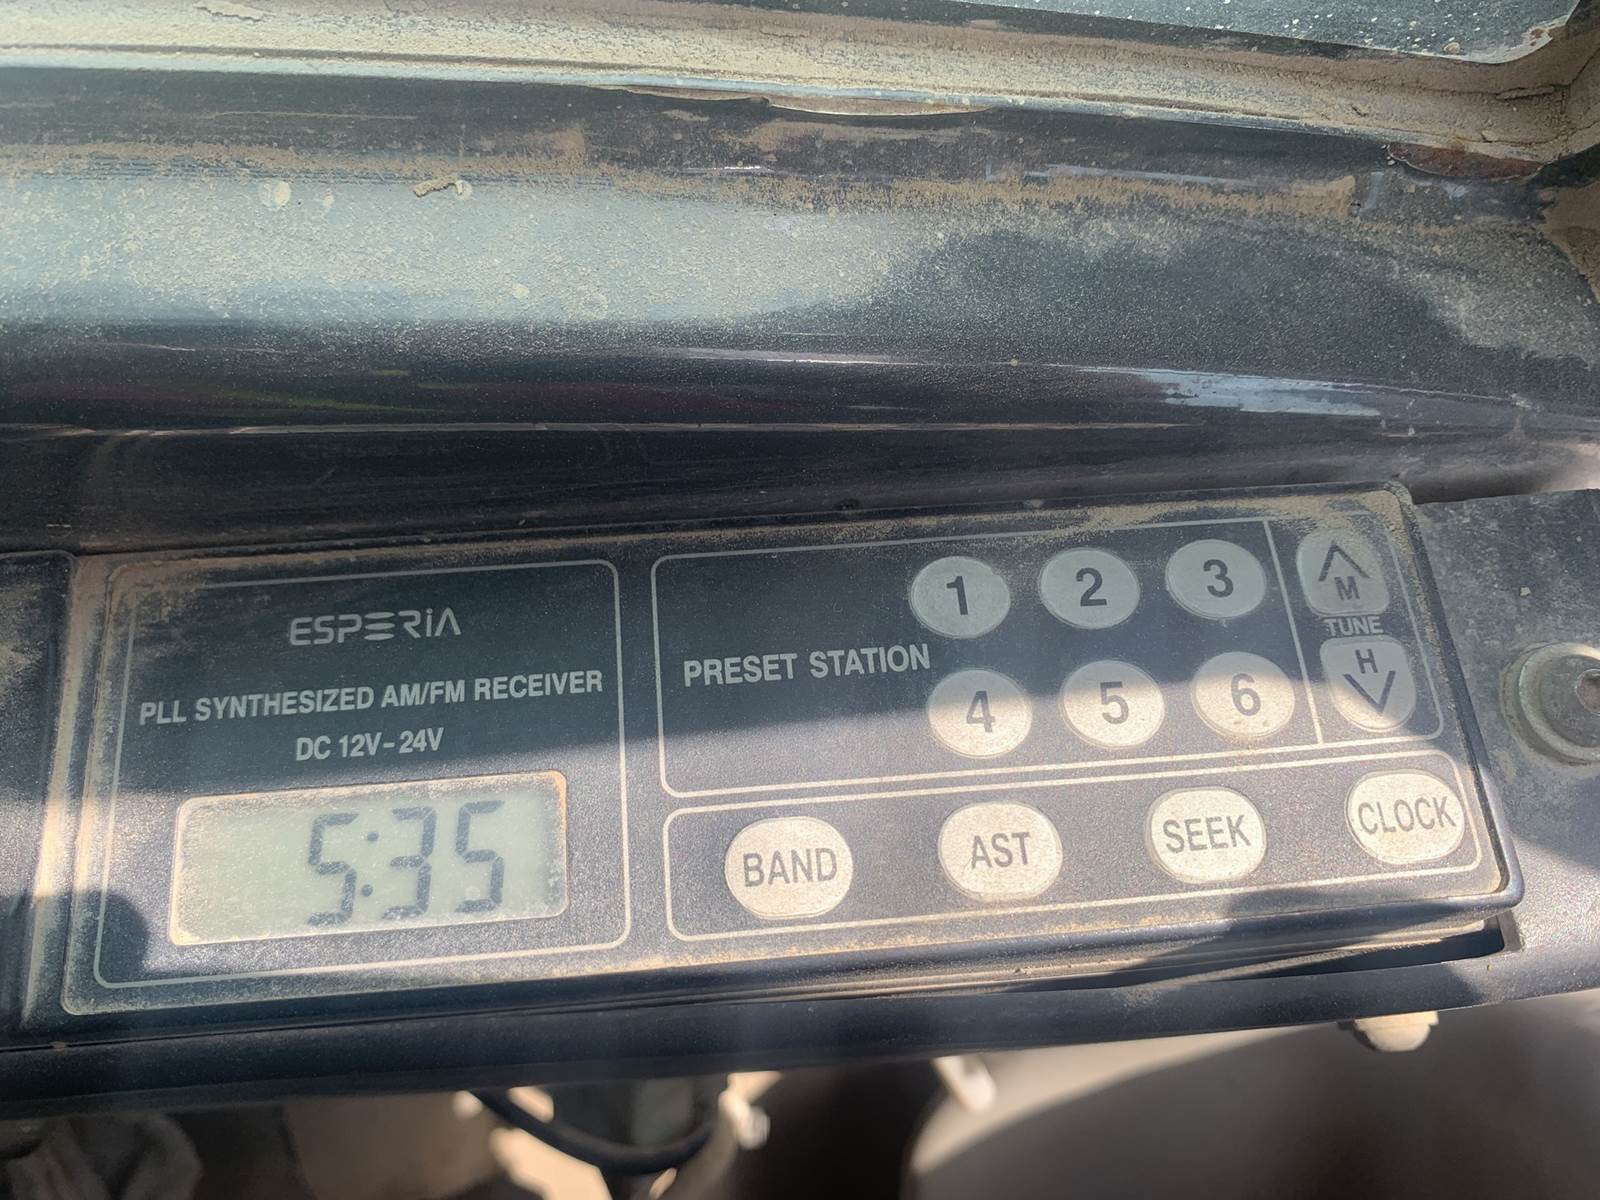 ESPERiA
PLL SYNTHESIZED AM/FM RECEIVER
DC 12V-24V
5:35
PRESET STATION
1 2 3
4 5 6
M
TUNE
H
BAND AST SEEK CLOCK